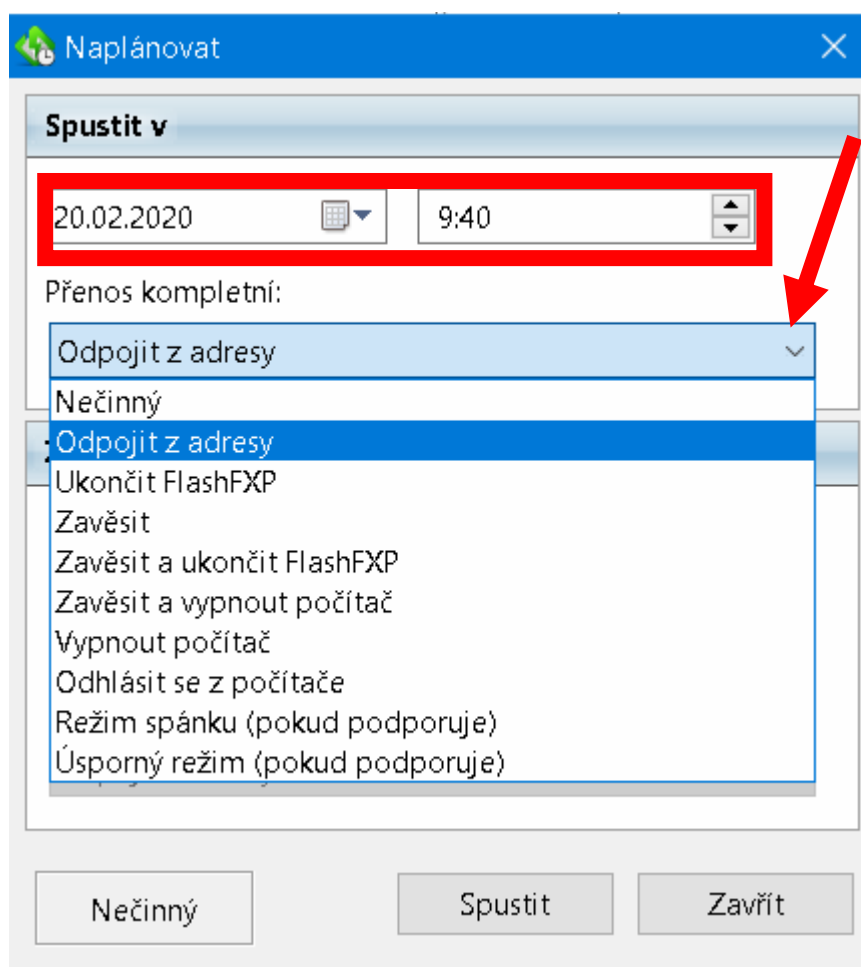 Naplánovat
Spustit v
20.02.2020 9:40
Přenos kompletní:
Odpojit z adresy
Nečinný
Odpojit z adresy
Ukončit FlashFXP
Zavěsit
Zavěsit a ukončit FlashFXP
Zavěsit a vypnout počítač
Vypnout počítač
Odhlásit se z počítače
Režim spánku (pokud podporuje)
Úsporný režim (pokud podporuje)
Nečinný Spustit Zavřít